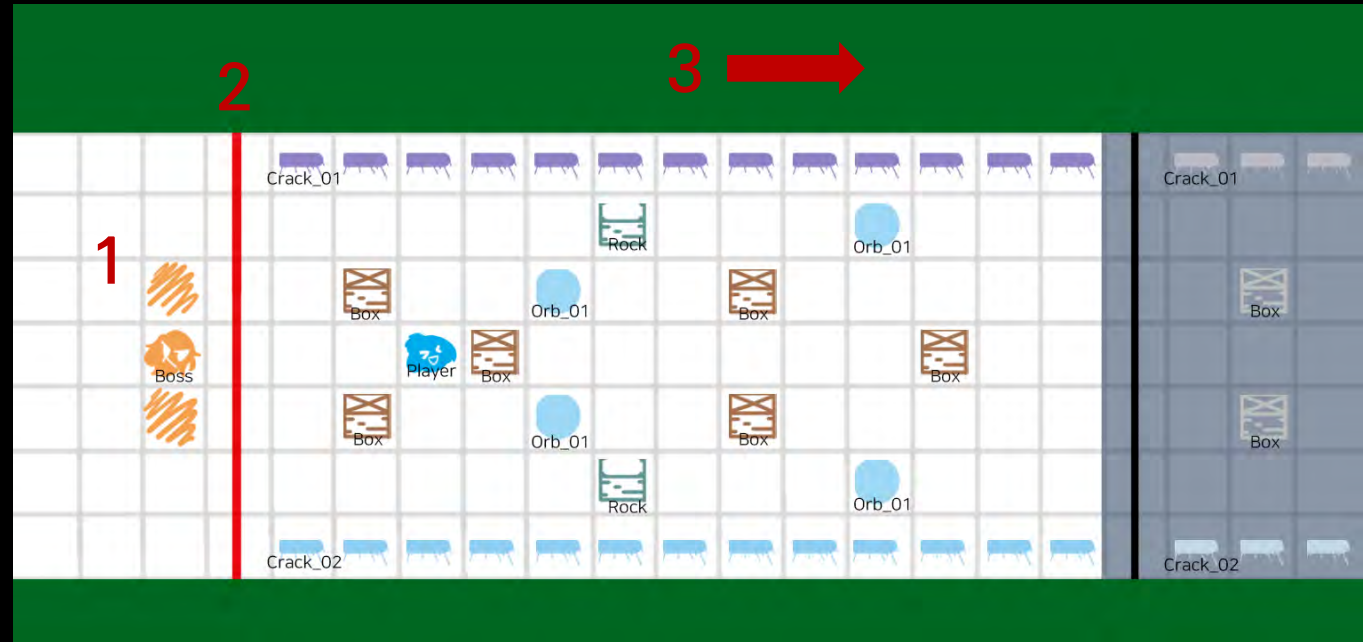 3
2
Crack_01
Crack_01
Rock
Orb_01
1
Box
Orb_01
Box
Box
Boss
Player
Box
Box
Box
Orb_01
Box
Box
Rock
Orb_01
Crack_02
Crack_02